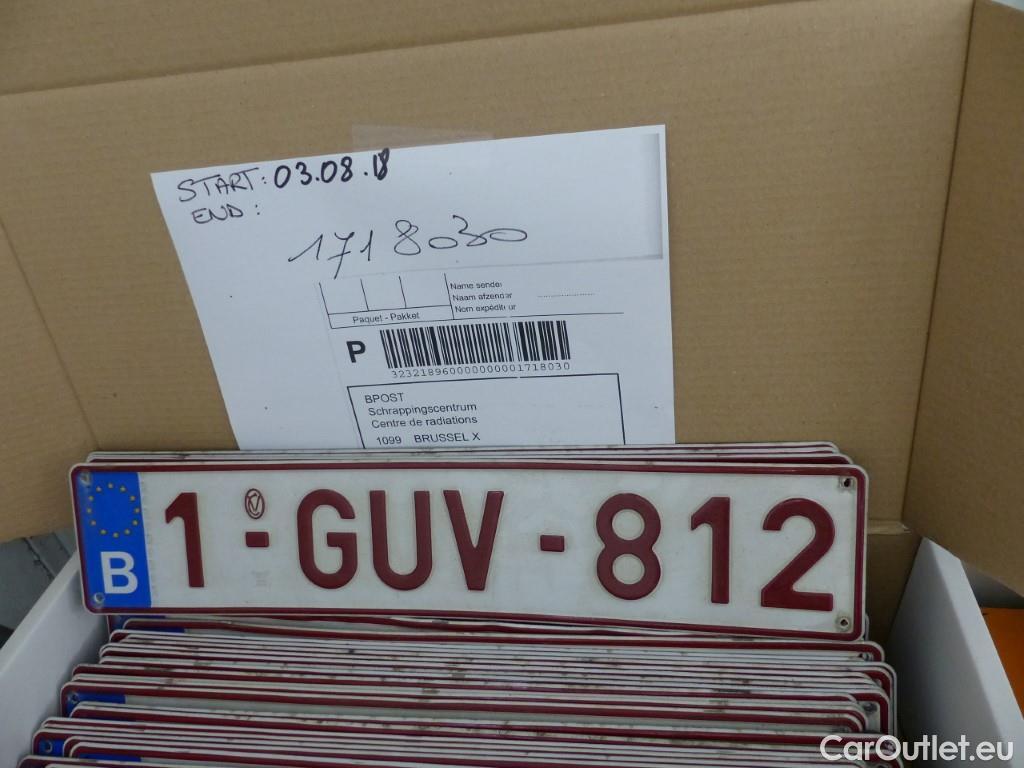 START: 03.08.18
END:
1718030
Name sender
Naam afzender ....................
Nom expéditeur
Paquet - Pakket
P
3232189600000000001718030
BPOST
Schrappingscentrum
Centre de radiations
1099 BRUSSEL X
B 1-GUV-812
CarOutlet.eu